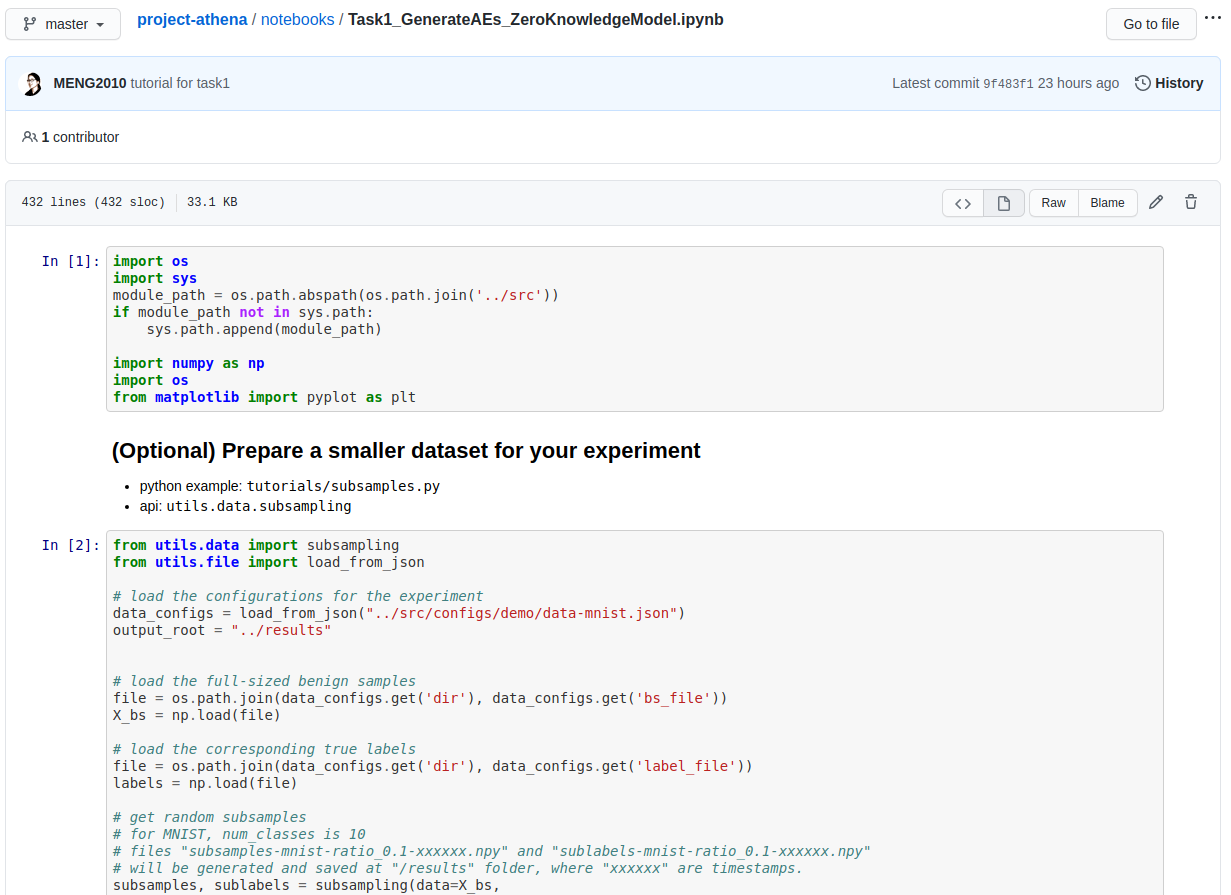 master
project-athena / notebooks / Task1_GenerateAEs_ZeroKnowledgeModel.ipynb
Go to file
MENG2010 tutorial for task1
Latest commit 9f483f1 23 hours ago
History
1 contributor
432 lines (432 sloc)
33.1 KB
Raw
Blame
In [1]:
import os
import sys
module_path = os.path.abspath(os.path.join('../src'))
if module_path not in sys.path:
    sys.path.append(module_path)
import numpy as np
import os
from matplotlib import pyplot as plt
(Optional) Prepare a smaller dataset for your experiment
• python example: tutorials/subsamples.py
• api: utils.data.subsampling
In [2]:
from utils.data import subsampling
from utils.file import load_from_json
# load the configurations for the experiment
data_configs = load_from_json("../src/configs/demo/data-mnist.json")
output_root = "../results"
# load the full-sized benign samples
file = os.path.join(data_configs.get('dir'), data_configs.get('bs_file'))
X_bs = np.load(file)
# load the corresponding true labels
file = os.path.join(data_configs.get('dir'), data_configs.get('label_file'))
labels = np.load(file)
# get random subsamples
# for MNIST, num_classes is 10
# files "subsamples-mnist-ratio_0.1-xxxxxx.npy" and "sublabels-mnist-ratio_0.1-xxxxxx.npy"
# will be generated and saved at "/results" folder, where "xxxxxx" are timestamps.
subsamples, sublabels = subsampling(data=X_bs,